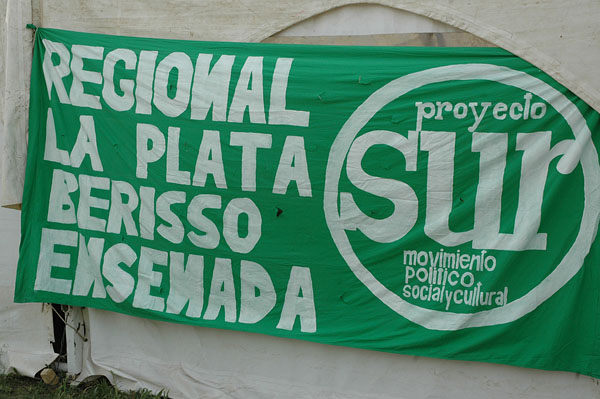 REGIONAL
LA PLATA
BERISSO
ENSENADA
proyecto
sur
movimiento
político
social y cultural